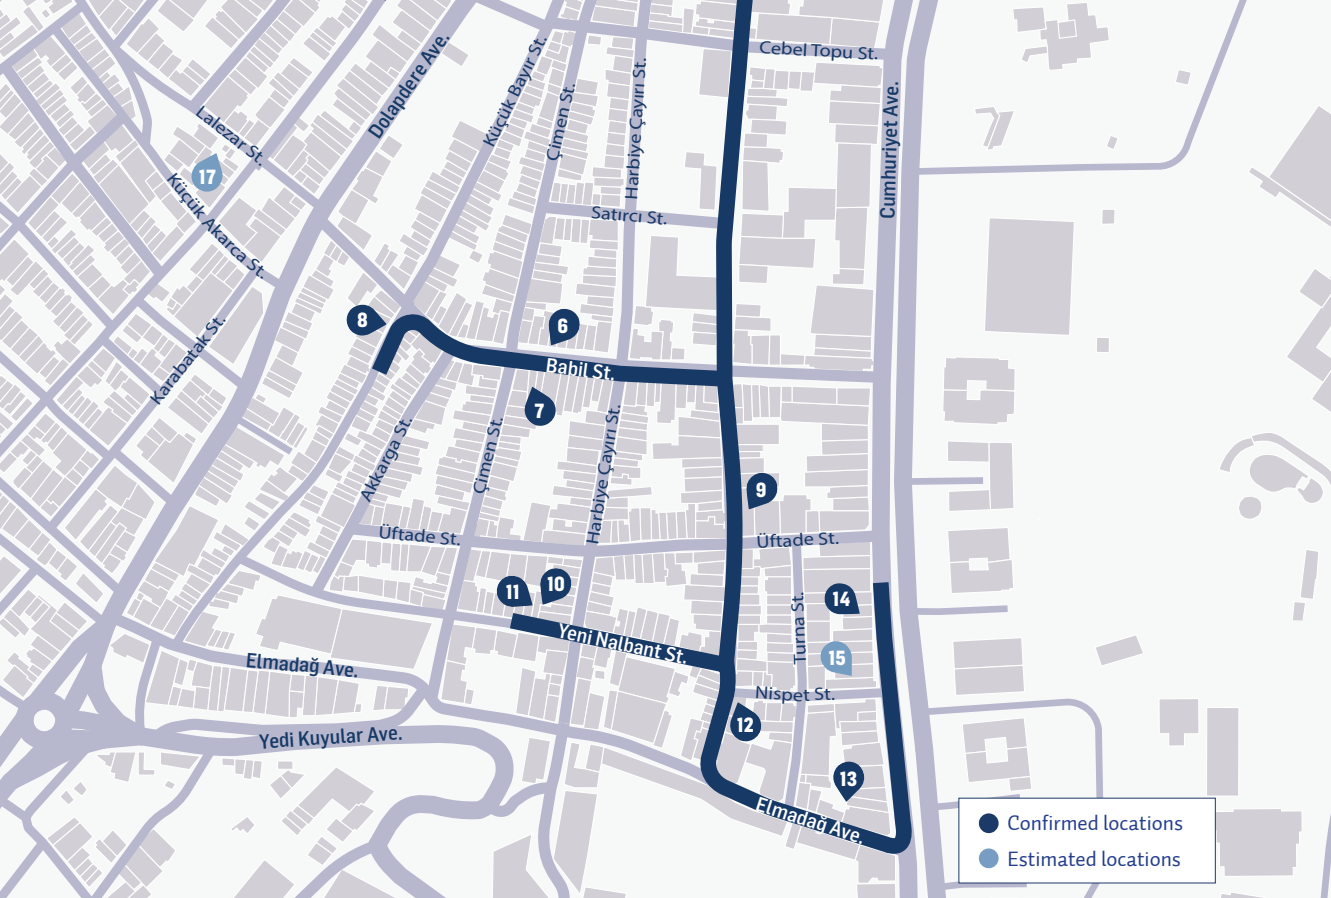 Cebel Topu St.
Dolapdere Ave.
Küçük Bayır St.
Çimen St.
Harbiye Çayırı St.
Cumhuriyet Ave.
Lalezar St.
17
Küçük Akarca St.
Satırcı St.
Karabatak St.
8
6
Babil St.
7
Akkarga St.
Çimen St.
Harbiye Çayırı St.
9
Üftade St.
Üftade St.
11
10
14
Turna St.
Yeni Nalbant St.
15
Elmadağ Ave.
Nispet St.
12
Yedi Kuyular Ave.
13
Elmadağ Ave.
Confirmed locations
Estimated locations